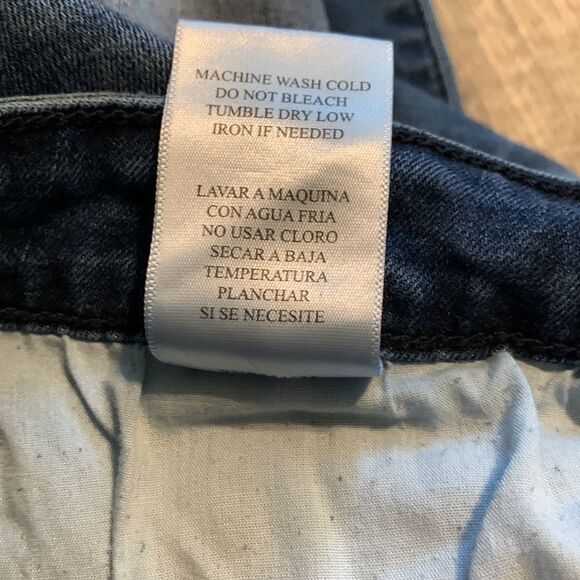 MACHINE WASH COLD
DO NOT BLEACH
TUMBLE DRY LOW
IRON IF NEEDED
LAVAR A MAQUINA
CON AGUA FRIA
NO USAR CLORO
SECAR A BAJA
TEMPERATURA
PLANCHAR
SI SE NECESITE